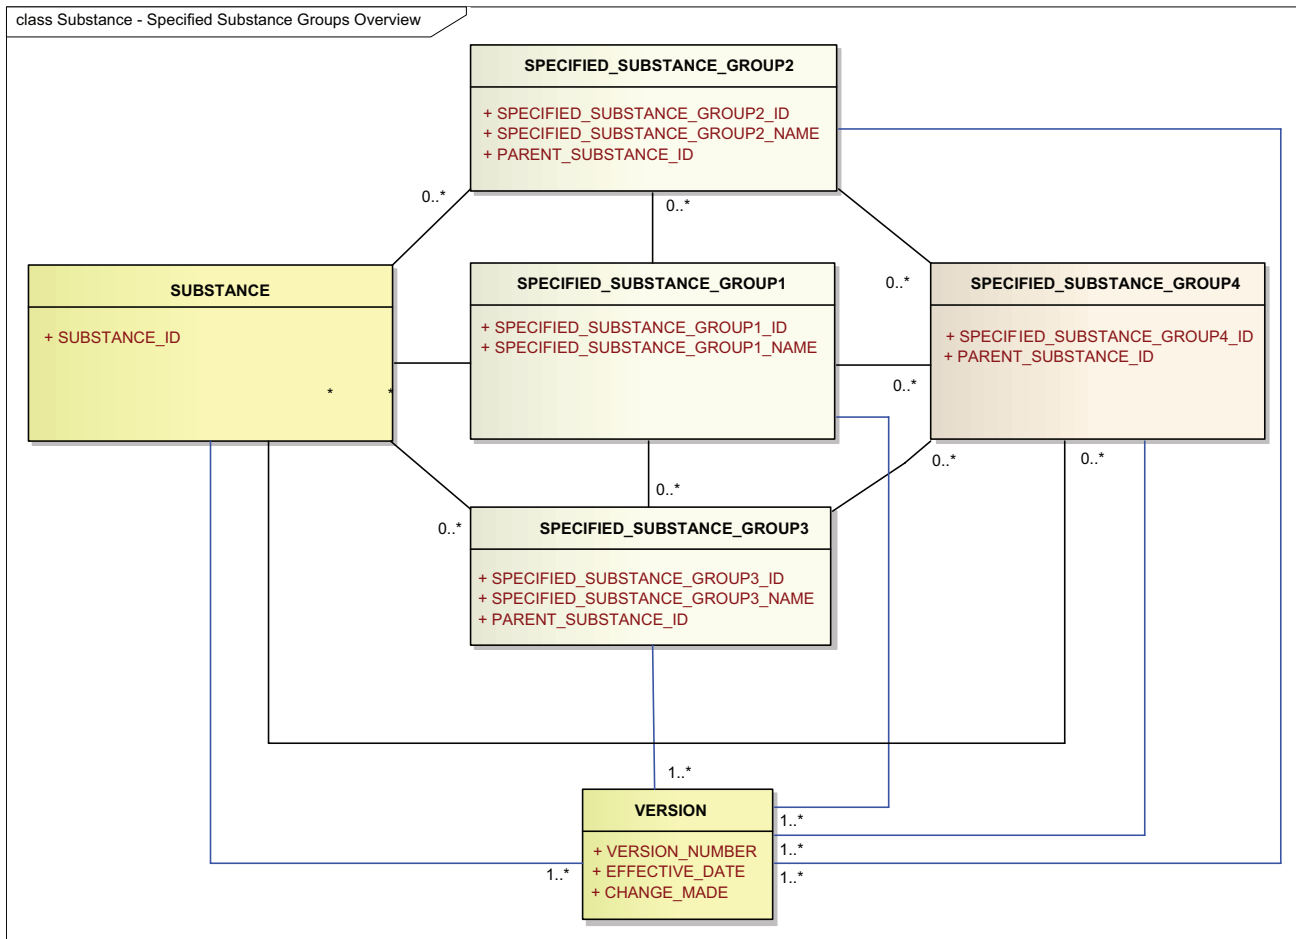 class Substance - Specified Substance Groups Overview
SPECIFIED_SUBSTANCE_GROUP2
+ SPECIFIED_SUBSTANCE_GROUP2_ID
+ SPECIFIED_SUBSTANCE_GROUP2_NAME
+ PARENT_SUBSTANCE_ID
0..*
0..*
0..*
SUBSTANCE
+ SUBSTANCE_ID
*
*
SPECIFIED_SUBSTANCE_GROUP1
+ SPECIFIED_SUBSTANCE_GROUP1_ID
+ SPECIFIED_SUBSTANCE_GROUP1_NAME
0..*
SPECIFIED_SUBSTANCE_GROUP4
+ SPECIFIED_SUBSTANCE_GROUP4_ID
+ PARENT_SUBSTANCE_ID
0..*
0..*
0..*
0..*
SPECIFIED_SUBSTANCE_GROUP3
+ SPECIFIED_SUBSTANCE_GROUP3_ID
+ SPECIFIED_SUBSTANCE_GROUP3_NAME
+ PARENT_SUBSTANCE_ID
1..*
VERSION
+ VERSION_NUMBER
+ EFFECTIVE_DATE
+ CHANGE_MADE
1..*
1..*
1..*
1..*